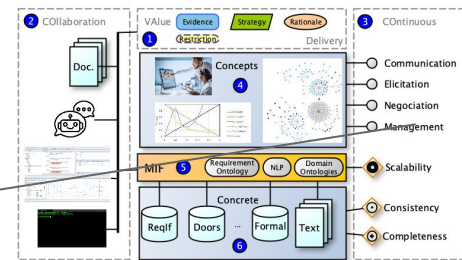 2 COllaboration
VAlue
Evidence
Strategy
Rationale
3 COntinuous
1
Restriction
Delivery
Doc.
Concepts
4
Communication
Elicitation
Negociation
Management
MIF
5
Requirement
Ontology
NLP
Domain
Ontologies
Scalability
Concrete
ReqIf
Doors
...
Formal
Text
6
Consistency
Completeness